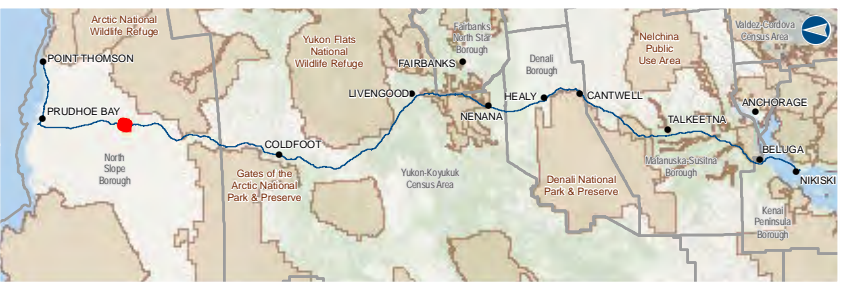 Arctic National
Wildlife Refuge
Yukon Flats
National
Wildlife Refuge
Fairbanks
North Star
Borough
Nelchina
Public
Use Area
Valdez-Cordova
Census Area
POINT THOMSON
FAIRBANKS
Denali
Borough
LIVENGOOD
HEALY
CANTWELL
ANCHORAGE
PRUDHOE BAY
NENANA
TALKEETNA
COLDFOOT
BELUGA
North
Slope
Borough
Gates of the
Arctic National
Park & Preserve
Yukon-Koyukuk
Census Area
Denali National
Park & Preserve
Matanuska-Susitna
Borough
NIKISKI
Kenai
Peninsula
Borough